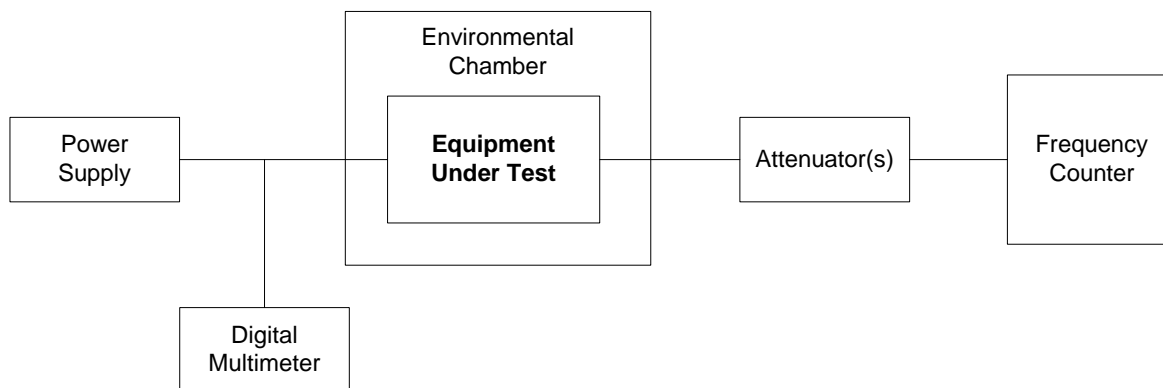 Environmental
Chamber
Power
Supply
Equipment
Under Test
Attenuator(s)
Frequency
Counter
Digital
Multimeter